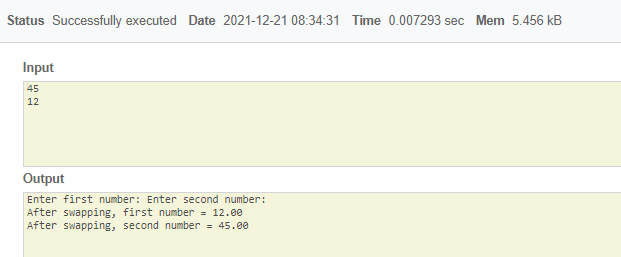 Status Successfully executed Date 2021-12-21 08:34:31 Time 0.007293 sec Mem 5.456 kB
Input
45
12
Output
Enter first number: Enter second number:
After swapping, first number = 12.00
After swapping, second number = 45.00